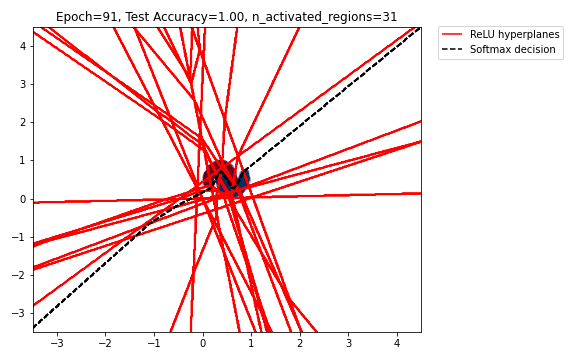 Epoch=91, Test Accuracy=1.00, n_activated_regions=31
ReLU hyperplanes
Softmax decision
4
3
2
1
0
−1
−2
−3
−3 −2 −1 0 1 2 3 4